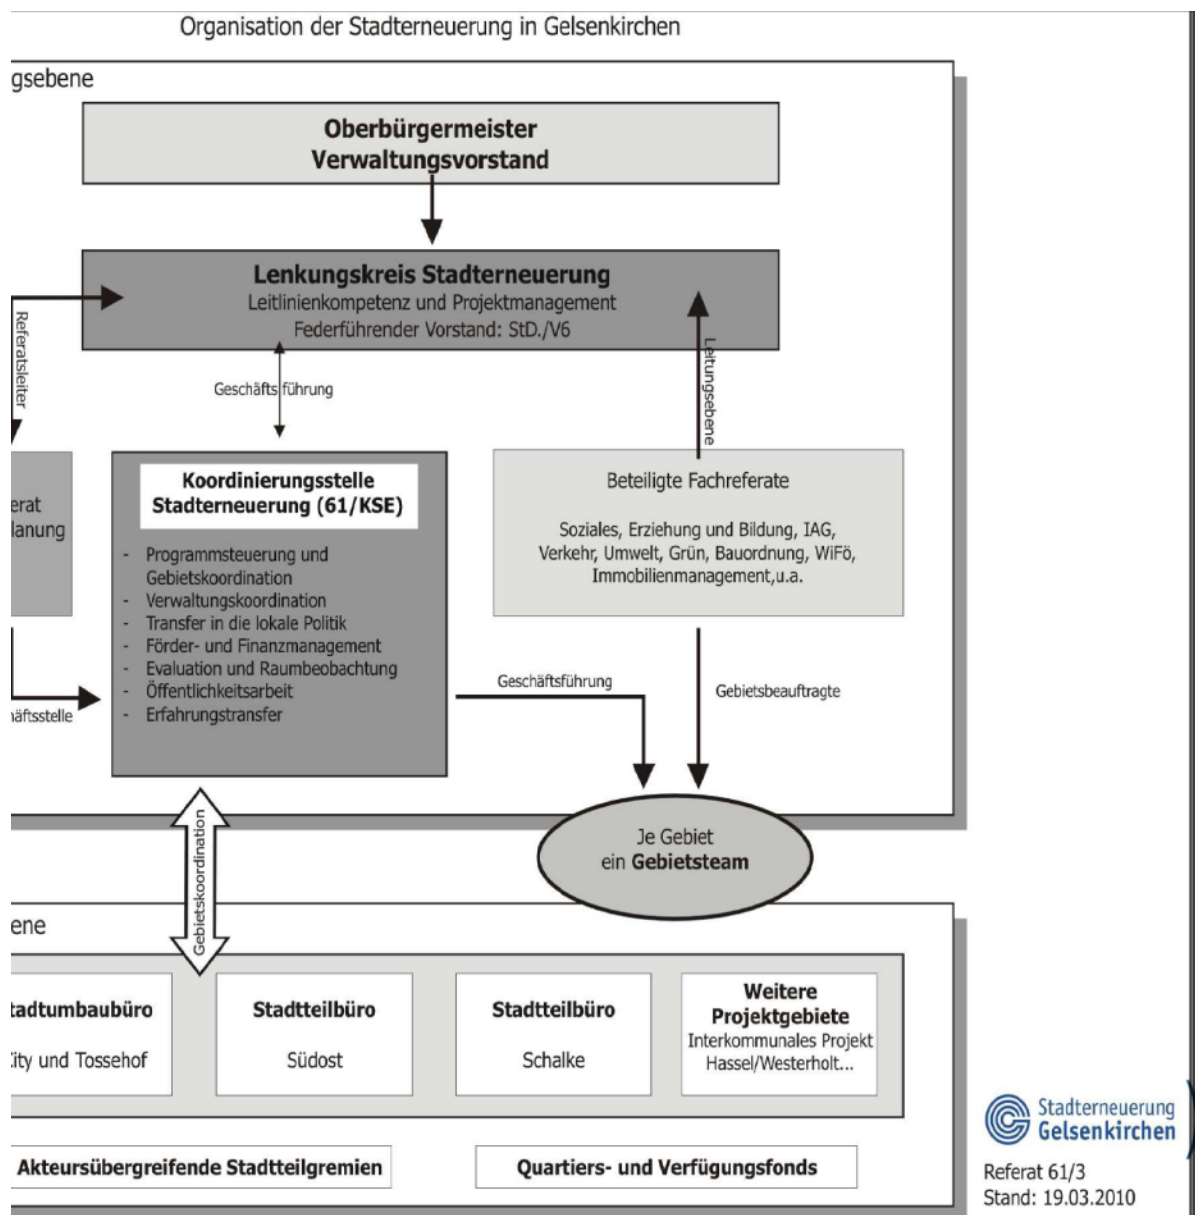 Organisation der Stadterneuerung in Gelsenkirchen
gsebene
Oberbürgermeister
Verwaltungsvorstand
Lenkungskreis Stadterneuerung
Leitlinienkompetenz und Projektmanagement
Federführender Vorstand: StD./V6
Referatsleiter
Geschäftsführung
Leitungsebene
erat
lanung
Koordinierungsstelle
Stadterneuerung (61/KSE)
- Programmsteuerung und
Gebietskoordination
- Verwaltungskoordination
- Transfer in die lokale Politik
- Förder- und Finanzmanagement
- Evaluation und Raumbeobachtung
- Öffentlichkeitsarbeit
- Erfahrungstransfer
Beteiligte Fachreferate
Soziales, Erziehung und Bildung, IAG,
Verkehr, Umwelt, Grün, Bauordnung, WiFö,
Immobilienmanagement,u.a.
häftsstelle
Geschäftsführung
Gebietsbeauftragte
Gebietskoordination
Je Gebiet
ein Gebietsteam
ene
tadtumbaubüro
City und Tossehof
Stadtteilbüro
Südost
Stadtteilbüro
Schalke
Weitere
Projektgebiete
Interkommunales Projekt
Hassel/Westerholt...
Akteursübergreifende Stadtteilgremien
Quartiers- und Verfügungsfonds
Stadterneuerung
Gelsenkirchen
Referat 61/3
Stand: 19.03.2010